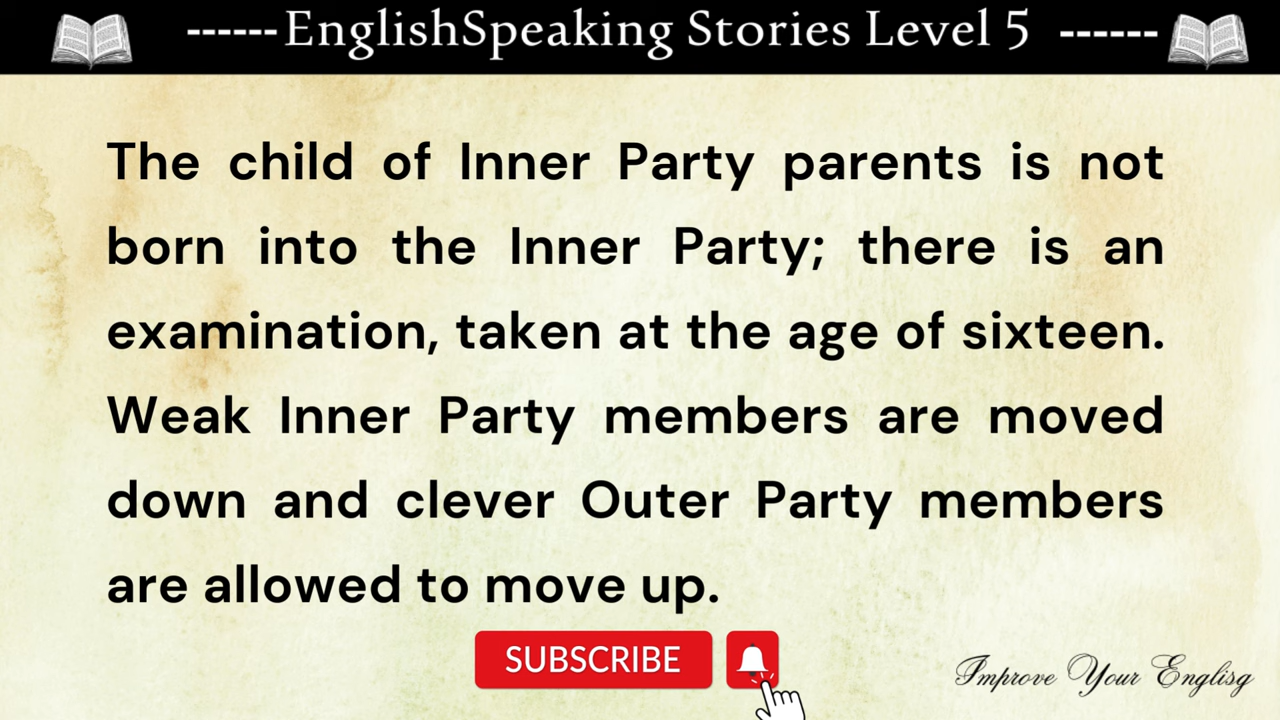 ------EnglishSpeaking Stories Level 5 ------
The child of Inner Party parents is not
born into the Inner Party; there is an
examination, taken at the age of sixteen.
Weak Inner Party members are moved
down and clever Outer Party members
are allowed to move up.
SUBSCRIBE
Improve Your Englisg